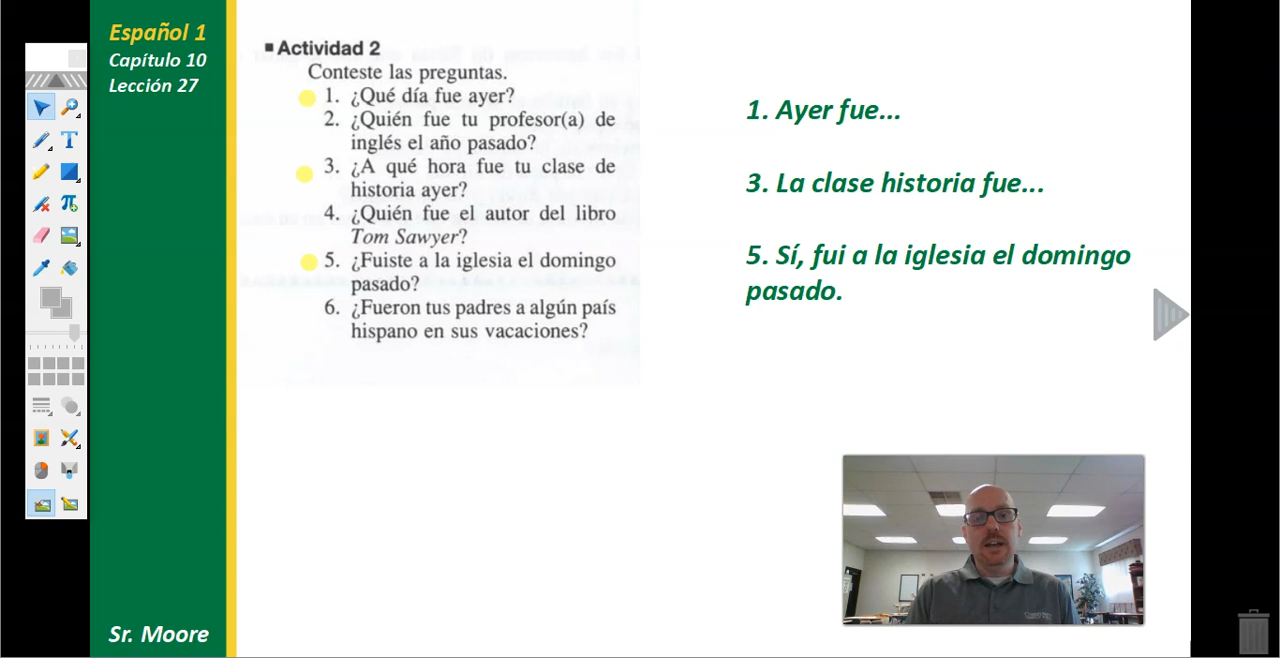 Español 1
Capítulo 10
Lección 27
Actividad 2
Conteste las preguntas.
1. ¿Qué día fue ayer?
2. ¿Quién fue tu profesor(a) de
inglés el año pasado?
3. ¿A qué hora fue tu clase de
historia ayer?
4. ¿Quién fue el autor del libro
Tom Sawyer?
5. ¿Fuiste a la iglesia el domingo
pasado?
6. ¿Fueron tus padres a algún país
hispano en sus vacaciones?
1. Ayer fue...
3. La clase historia fue...
5. Sí, fui a la iglesia el domingo
pasado.
Sr. Moore